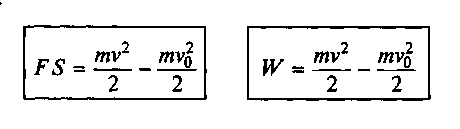 FS = mv²/2 - mv₀²/2
W = mv²/2 - mv₀²/2